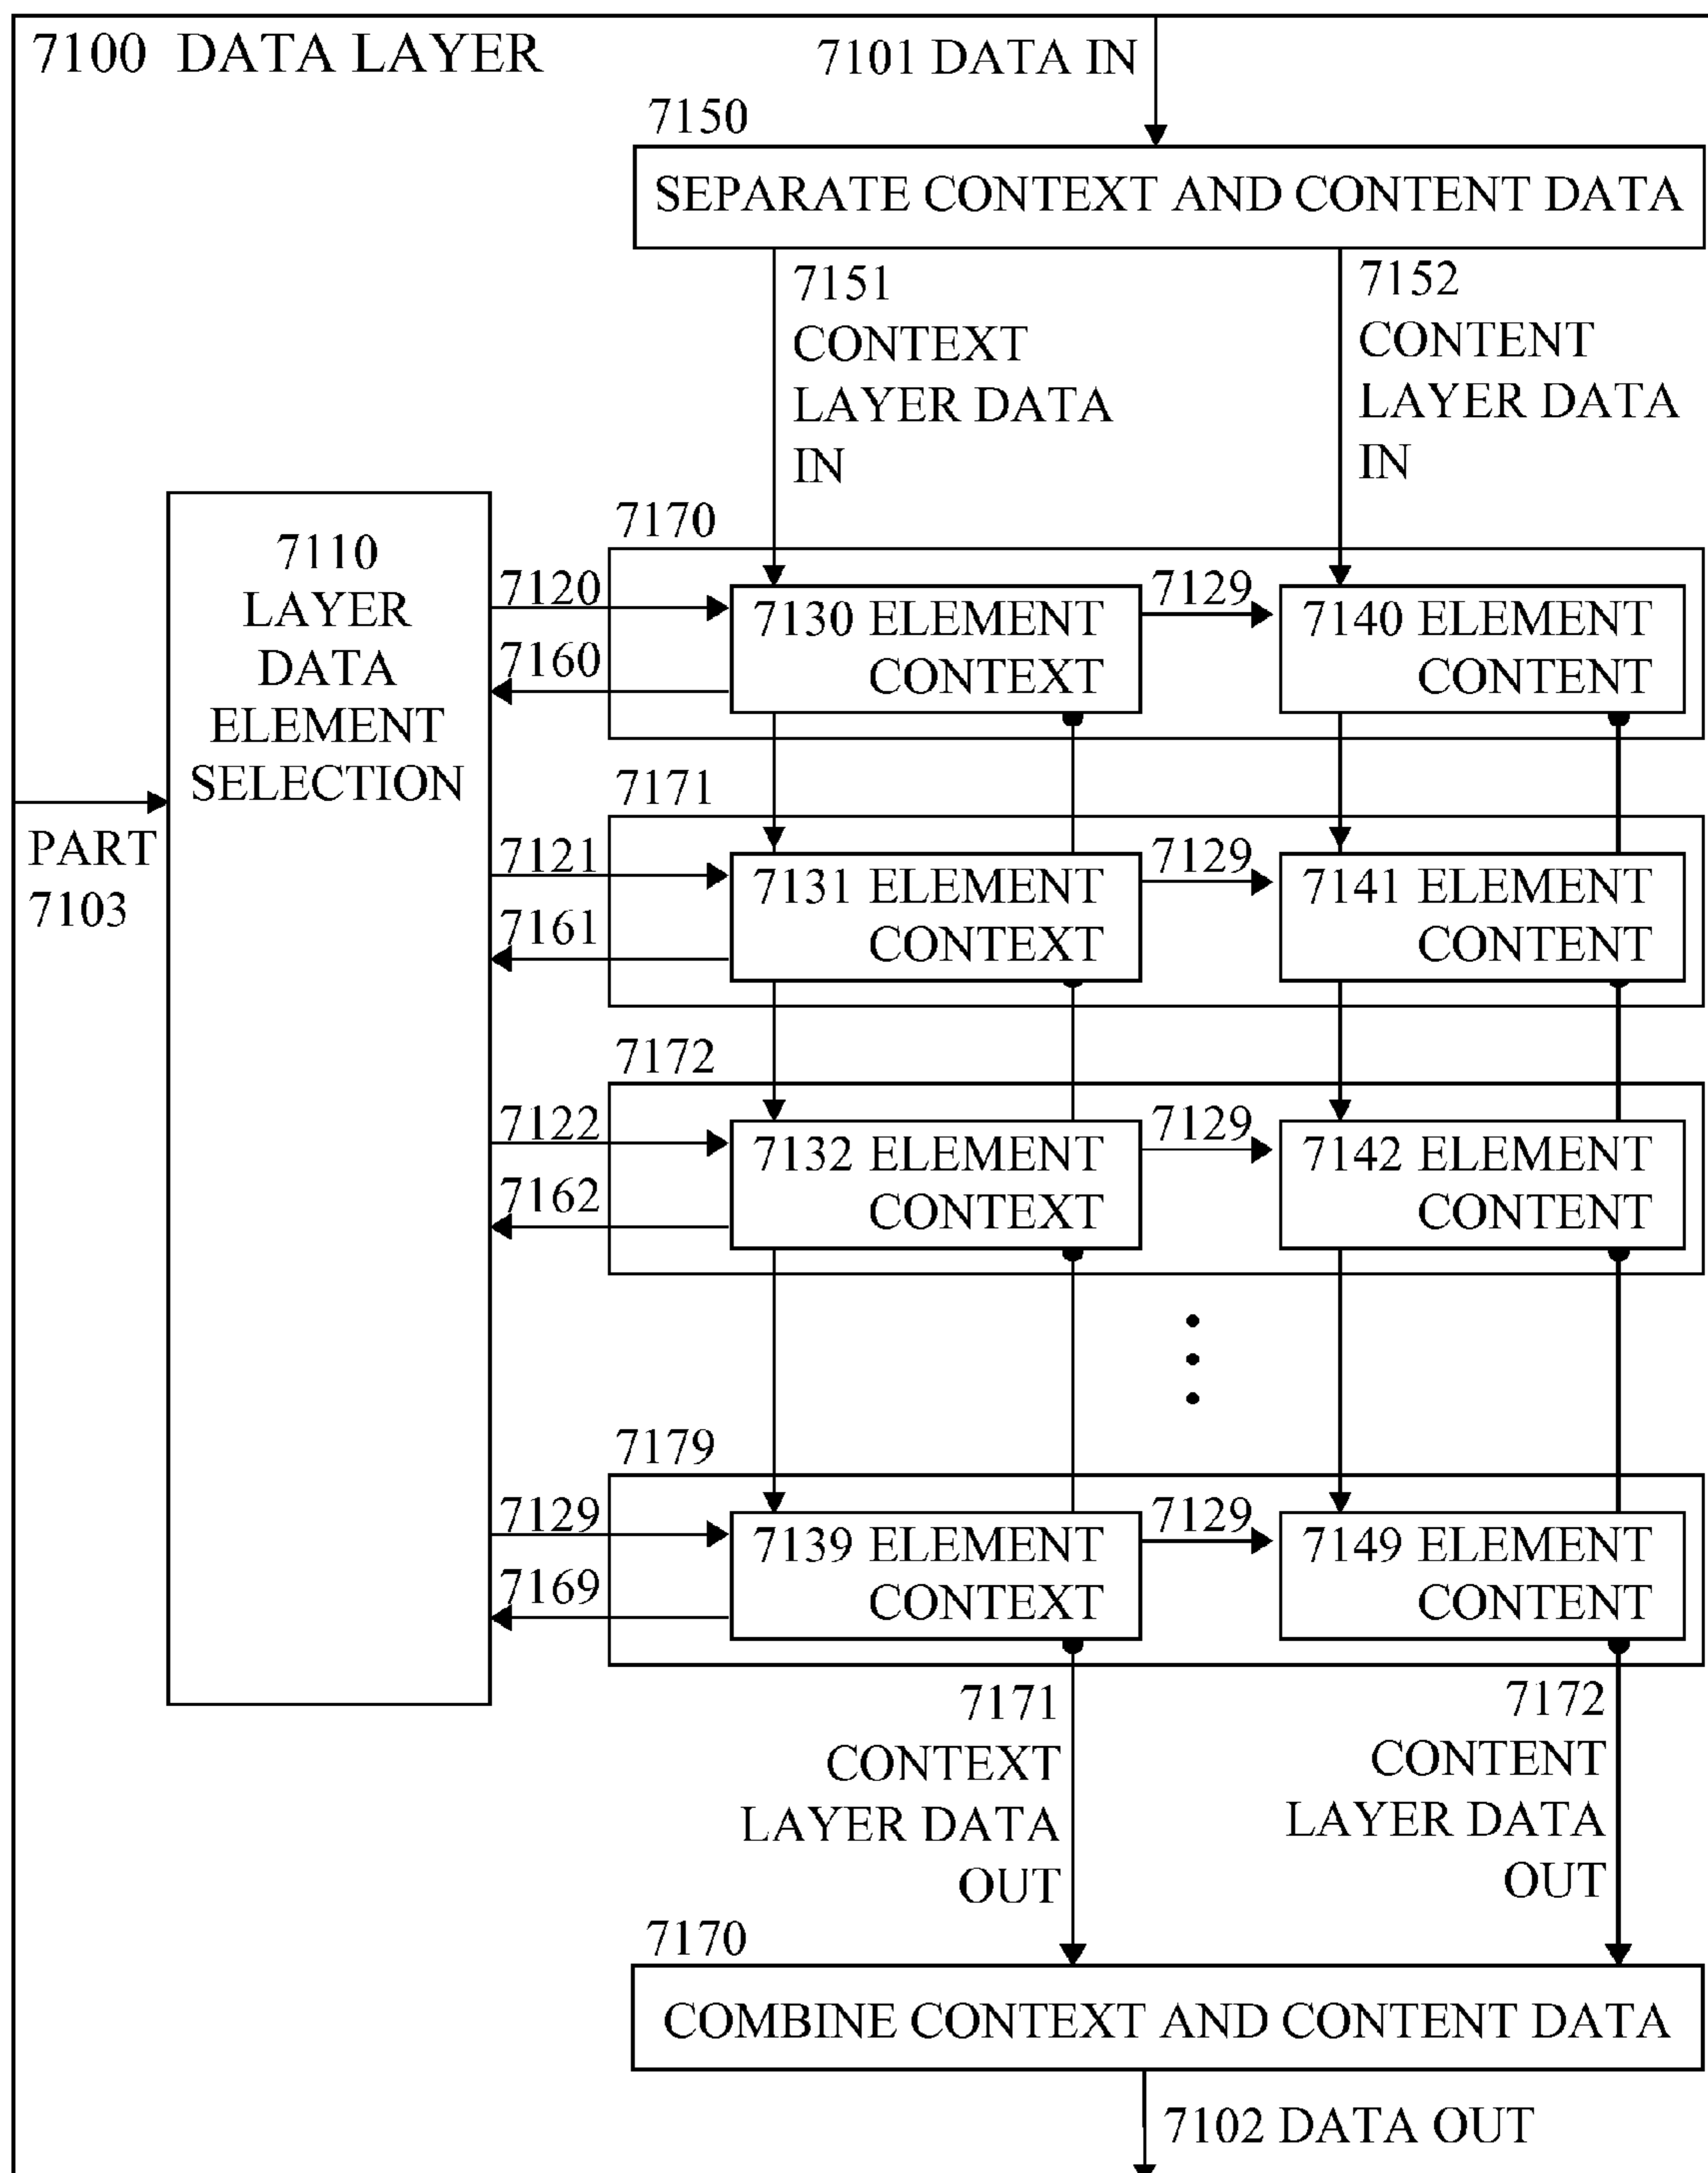 7100 DATA LAYER
7101 DATA IN
7150
SEPARATE CONTEXT AND CONTENT DATA
7151
CONTEXT
LAYER DATA
IN
7152
CONTENT
LAYER DATA
IN
7110
LAYER
DATA
ELEMENT
SELECTION
PART
7103
7170
7120
7160
7130 ELEMENT
CONTEXT
7129
7140 ELEMENT
CONTENT
7171
7121
7161
7131 ELEMENT
CONTEXT
7129
7141 ELEMENT
CONTENT
7172
7122
7162
7132 ELEMENT
CONTEXT
7129
7142 ELEMENT
CONTENT
7179
7129
7169
7139 ELEMENT
CONTEXT
7129
7149 ELEMENT
CONTENT
7171
CONTEXT
LAYER DATA
OUT
7172
CONTENT
LAYER DATA
OUT
7170
COMBINE CONTEXT AND CONTENT DATA
7102 DATA OUT